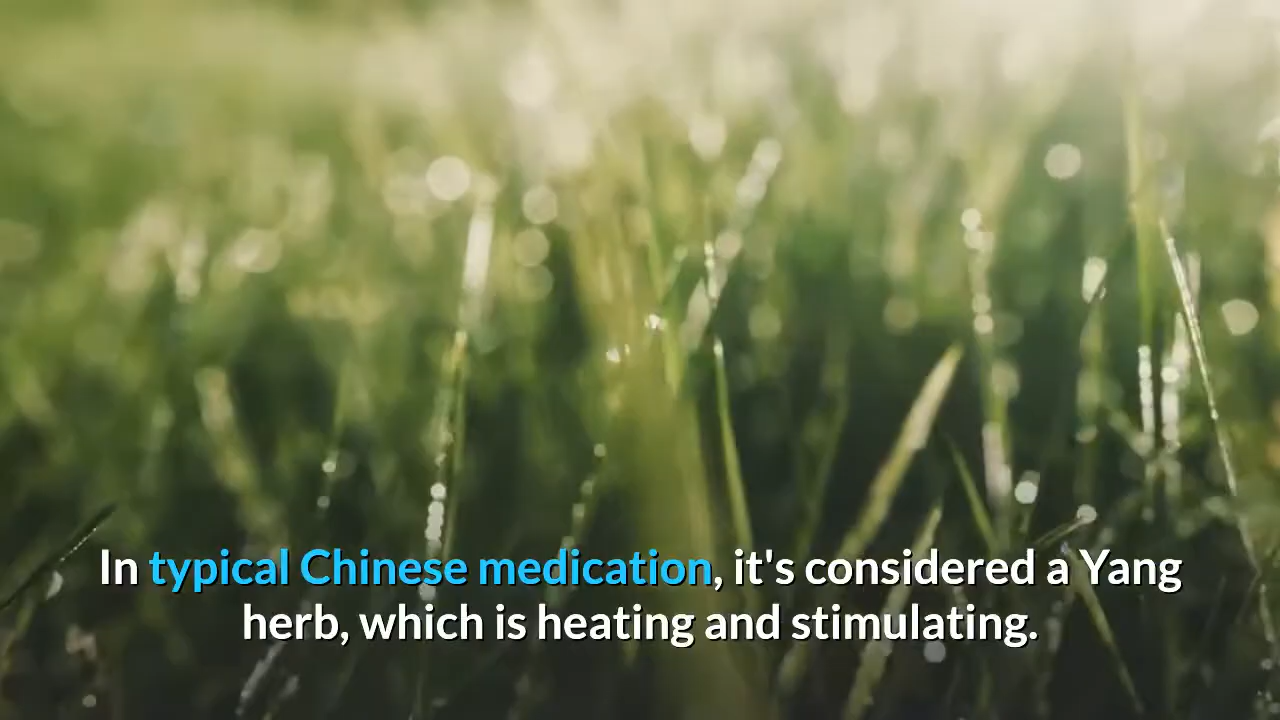 In typical Chinese medication, it's considered a Yang
herb, which is heating and stimulating.